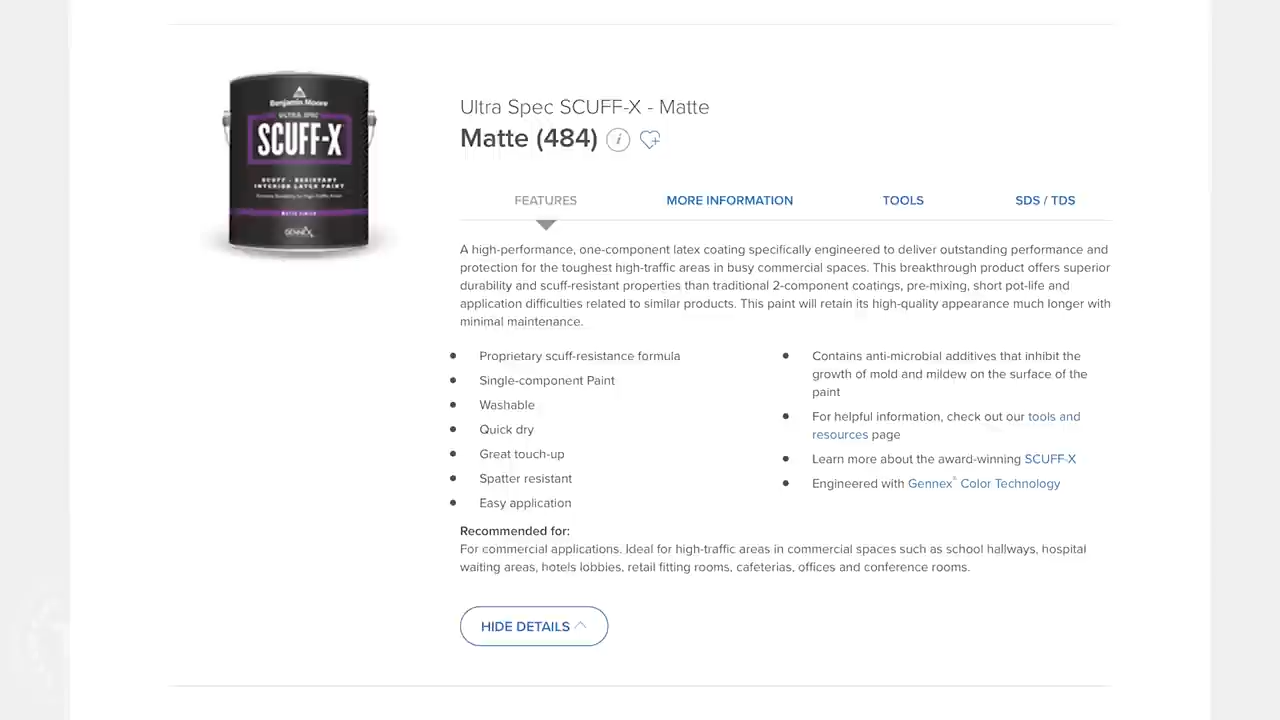 Benjamin Moore
ULTRA SPEC
SCUFF-X
SCUFF - RESISTANT
INTERIOR LATEX PAINT
MATTE FINISH
GENNEX
Ultra Spec SCUFF-X - Matte
Matte (484)
FEATURES MORE INFORMATION TOOLS SDS / TDS
A high-performance, one-component latex coating specifically engineered to deliver outstanding performance and
protection for the toughest high-traffic areas in busy commercial spaces. This breakthrough product offers superior
durability and scuff-resistant properties than traditional 2-component coatings, pre-mixing, short pot-life and
application difficulties related to similar products. This paint will retain its high-quality appearance much longer with
minimal maintenance.
Proprietary scuff-resistance formula
Single-component Paint
Washable
Quick dry
Great touch-up
Spatter resistant
Easy application
Contains anti-microbial additives that inhibit the
growth of mold and mildew on the surface of the
paint
For helpful information, check out our tools and
resources page
Learn more about the award-winning SCUFF-X
Engineered with Gennex® Color Technology
Recommended for:
For commercial applications. Ideal for high-traffic areas in commercial spaces such as school hallways, hospital
waiting areas, hotels lobbies, retail fitting rooms, cafeterias, offices and conference rooms.
HIDE DETAILS